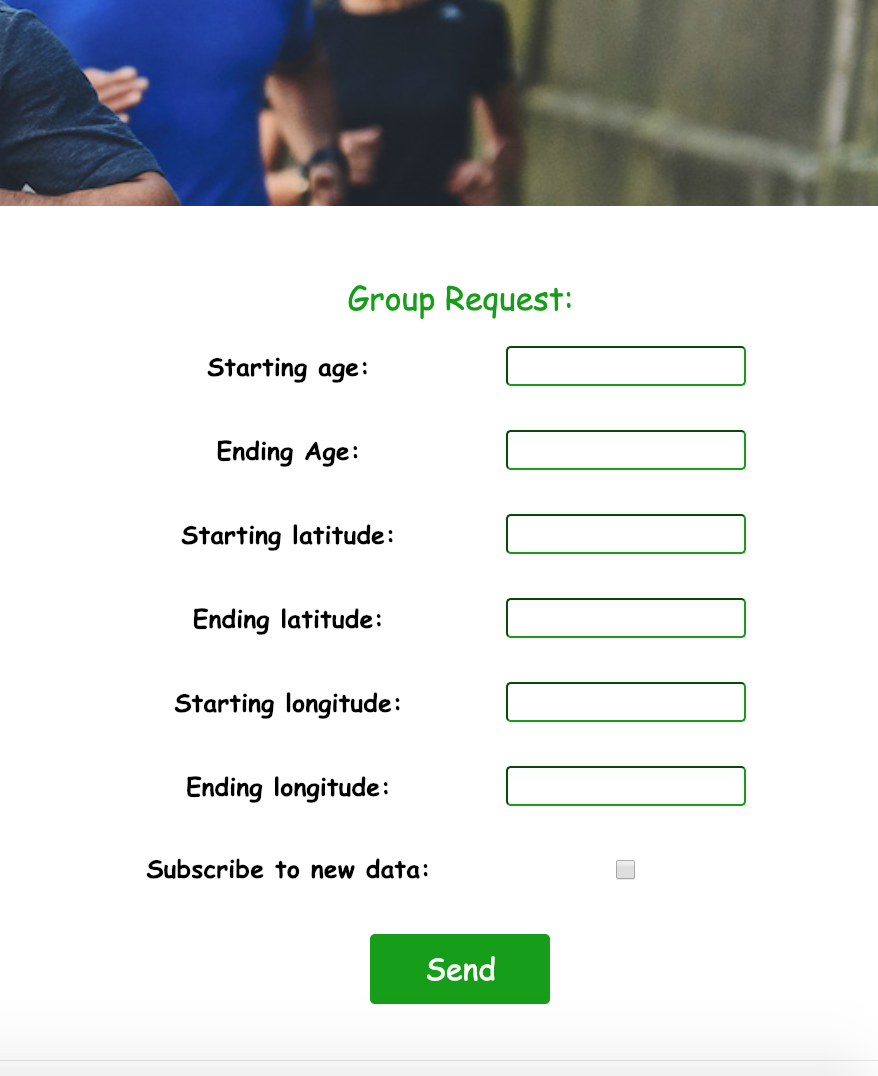 Group Request:
Starting age:
Ending Age:
Starting latitude:
Ending latitude:
Starting longitude:
Ending longitude:
Subscribe to new data:
Send